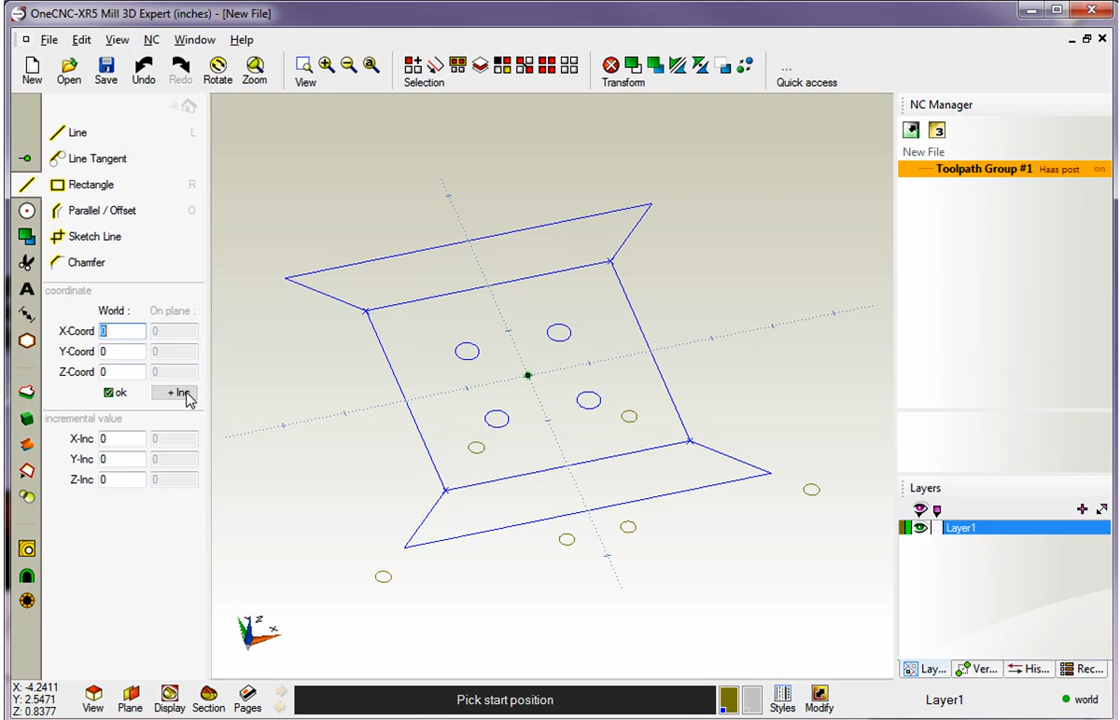 OneCNC-XR5 Mill 3D Expert (inches) - [New File]
File Edit View NC Window Help
New Open Save Undo Redo Rotate Zoom View Selection Transform Quick access
...
Line L
Line Tangent
Rectangle R
Parallel / Offset O
Sketch Line
Chamfer
coordinate
World : On plane :
X-Coord 0 0
Y-Coord 0 0
Z-Coord 0 0
ok + Inc
incremental value
X-Inc 0 0
Y-Inc 0 0
Z-Inc 0 0
A
Z
X
NC Manager
3
New File
Toolpath Group #1 Haas post on
Layers
Layer1
Lay... Ver... His... Rec...
X: -4.2411
Y: 2.5471
Z: 0.8377
View Plane Display Section Pages
Pick start position
Styles Modify
Layer1
world